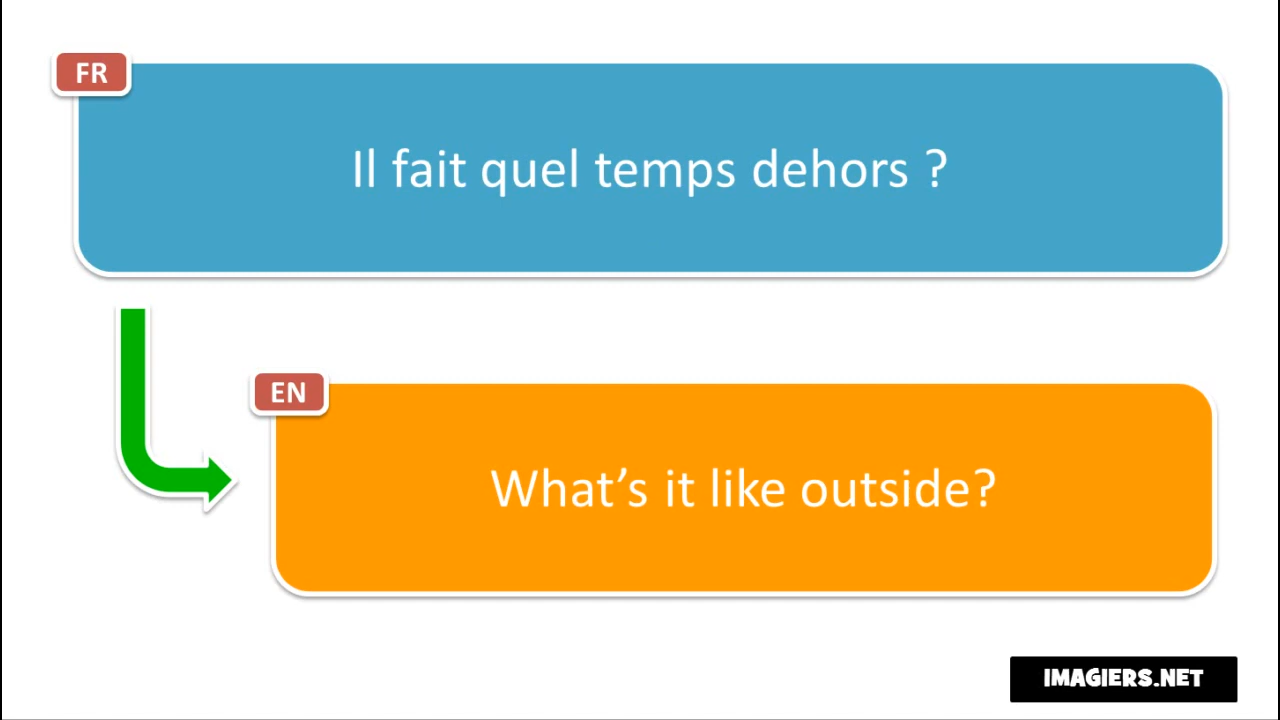 FR
Il fait quel temps dehors ?
EN
What’s it like outside?
IMAGIERS.NET